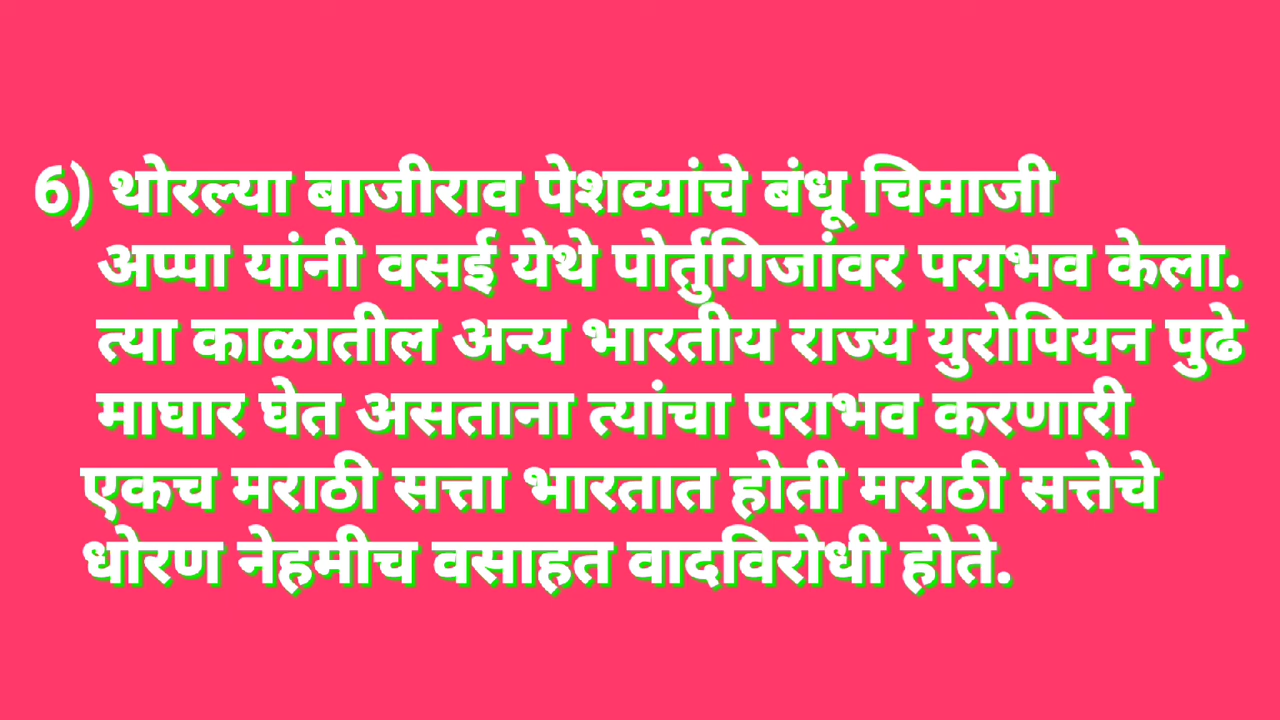 6) थोरल्या बाजीराव पेशव्यांचे बंधू चिमाजी
अप्पा यांनी वसई येथे पोर्तुगिजांवर पराभव केला.
त्या काळातील अन्य भारतीय राज्य युरोपियन पुढे
माघार घेत असताना त्यांचा पराभव करणारी
एकच मराठी सत्ता भारतात होती मराठी सत्तेचे
धोरण नेहमीच वसाहत वादविरोधी होते.